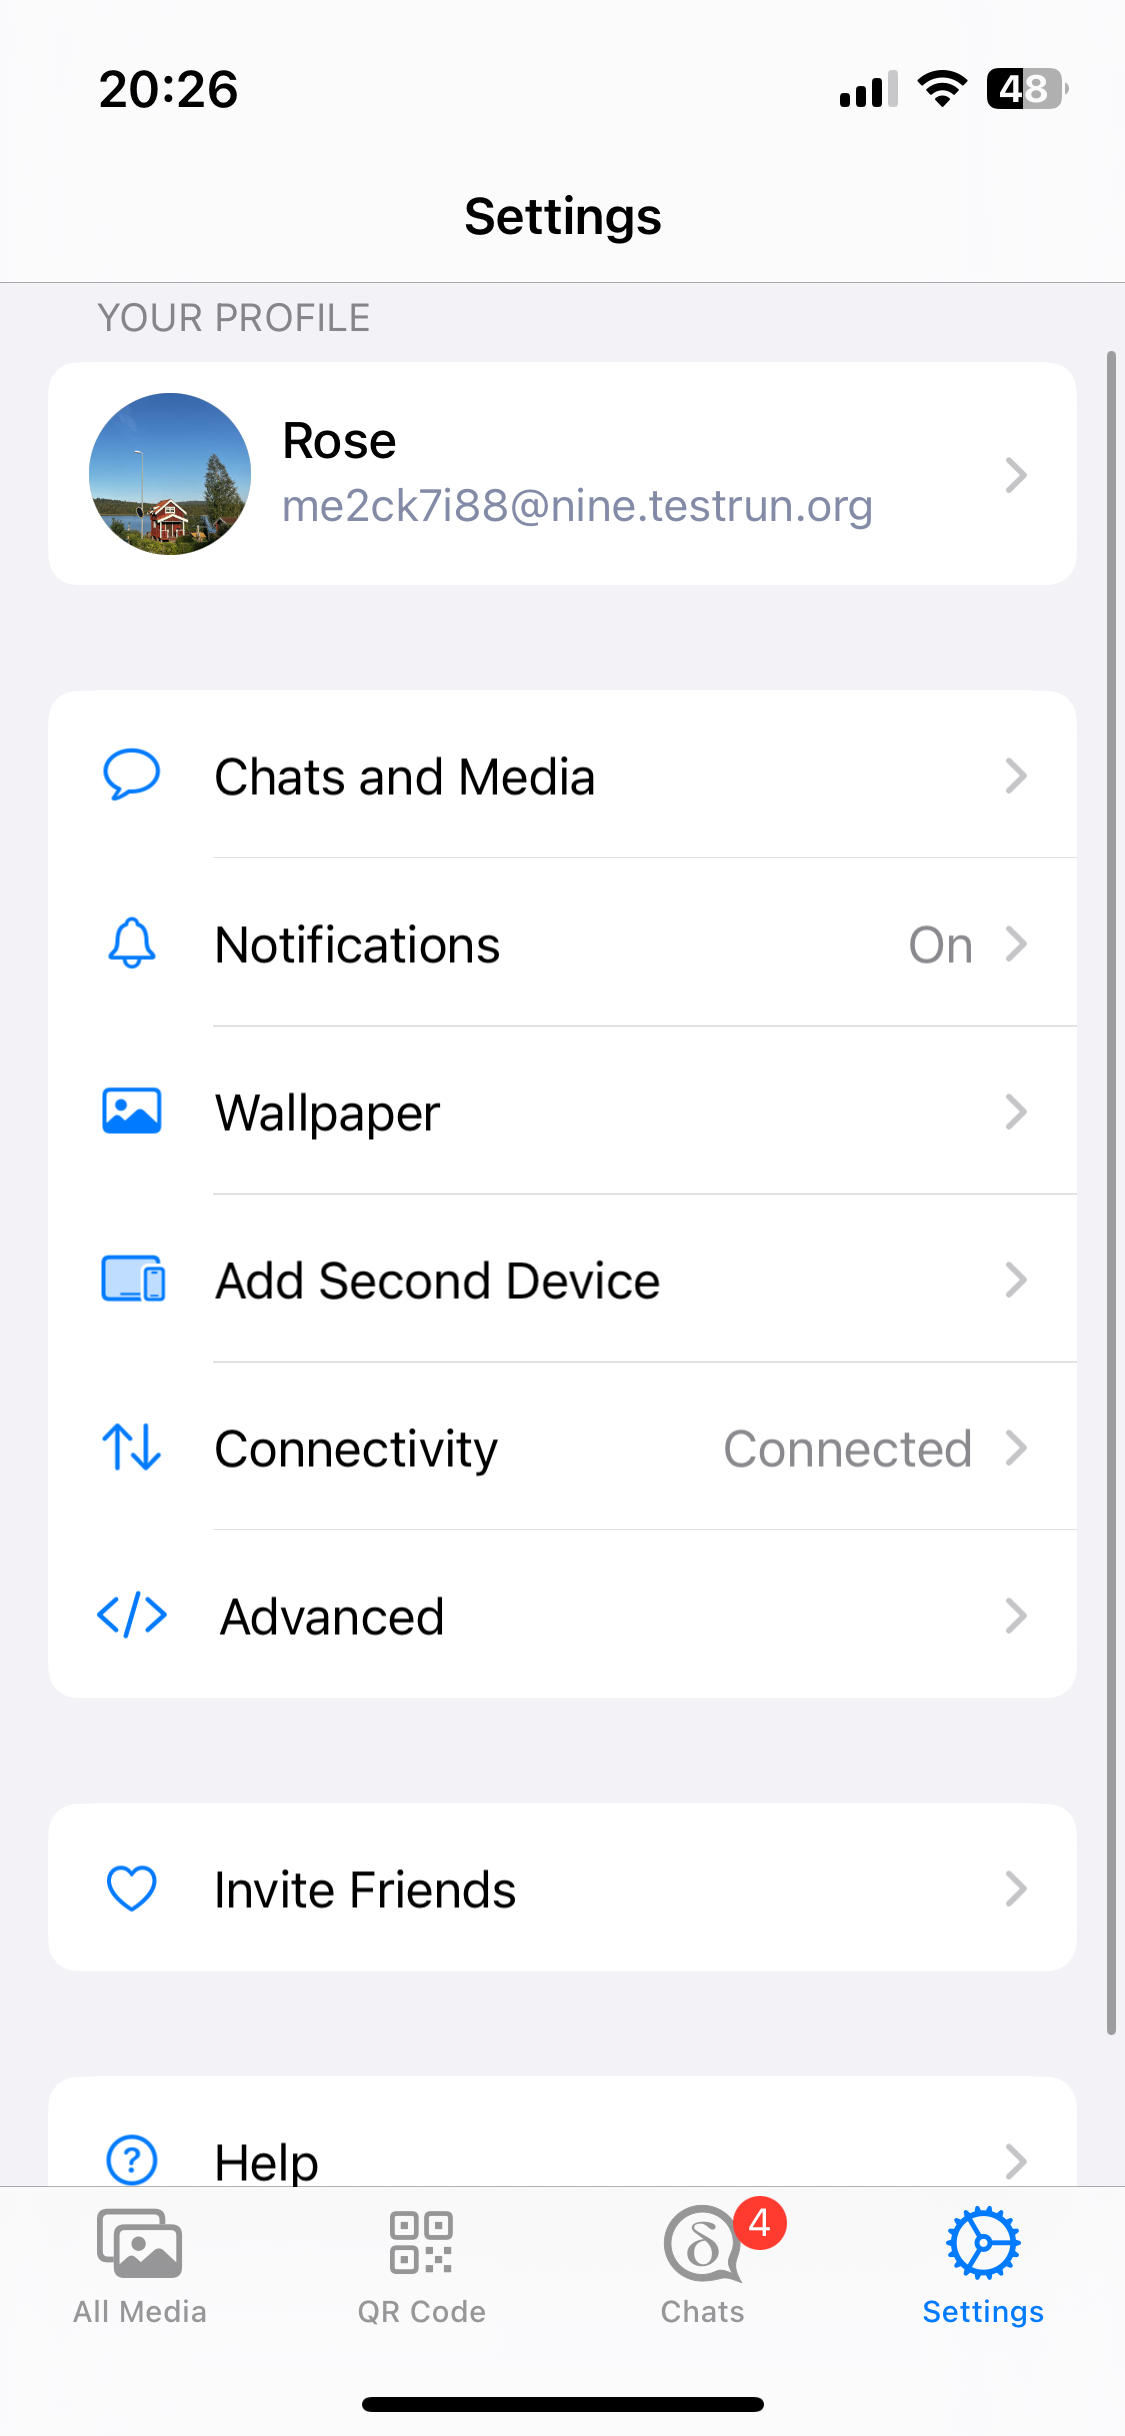 20:26
48
Settings
YOUR PROFILE
Rose
me2ck7i88@nine.testrun.org
Chats and Media
Notifications On
Wallpaper
Add Second Device
Connectivity Connected
Advanced
Invite Friends
Help
4
All Media QR Code Chats Settings